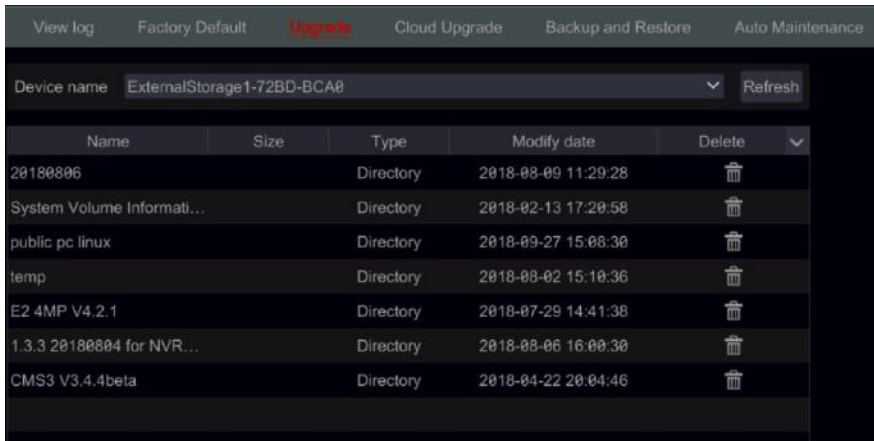 View log Factory Default Upgrade Cloud Upgrade Backup and Restore Auto Maintenance
Device name ExternalStorage1-72BD-BCA0 Refresh
Name Size Type Modify date Delete
20180806 Directory 2018-08-09 11:29:28
System Volume Informati... Directory 2018-02-13 17:20:58
public pc linux Directory 2018-09-27 15:08:30
temp Directory 2018-08-02 15:10:36
E2 4MP V4.2.1 Directory 2018-07-29 14:41:38
1.3.3 20180804 for NVR... Directory 2018-08-06 16:00:30
CMS3 V3.4.4beta Directory 2018-04-22 20:04:46